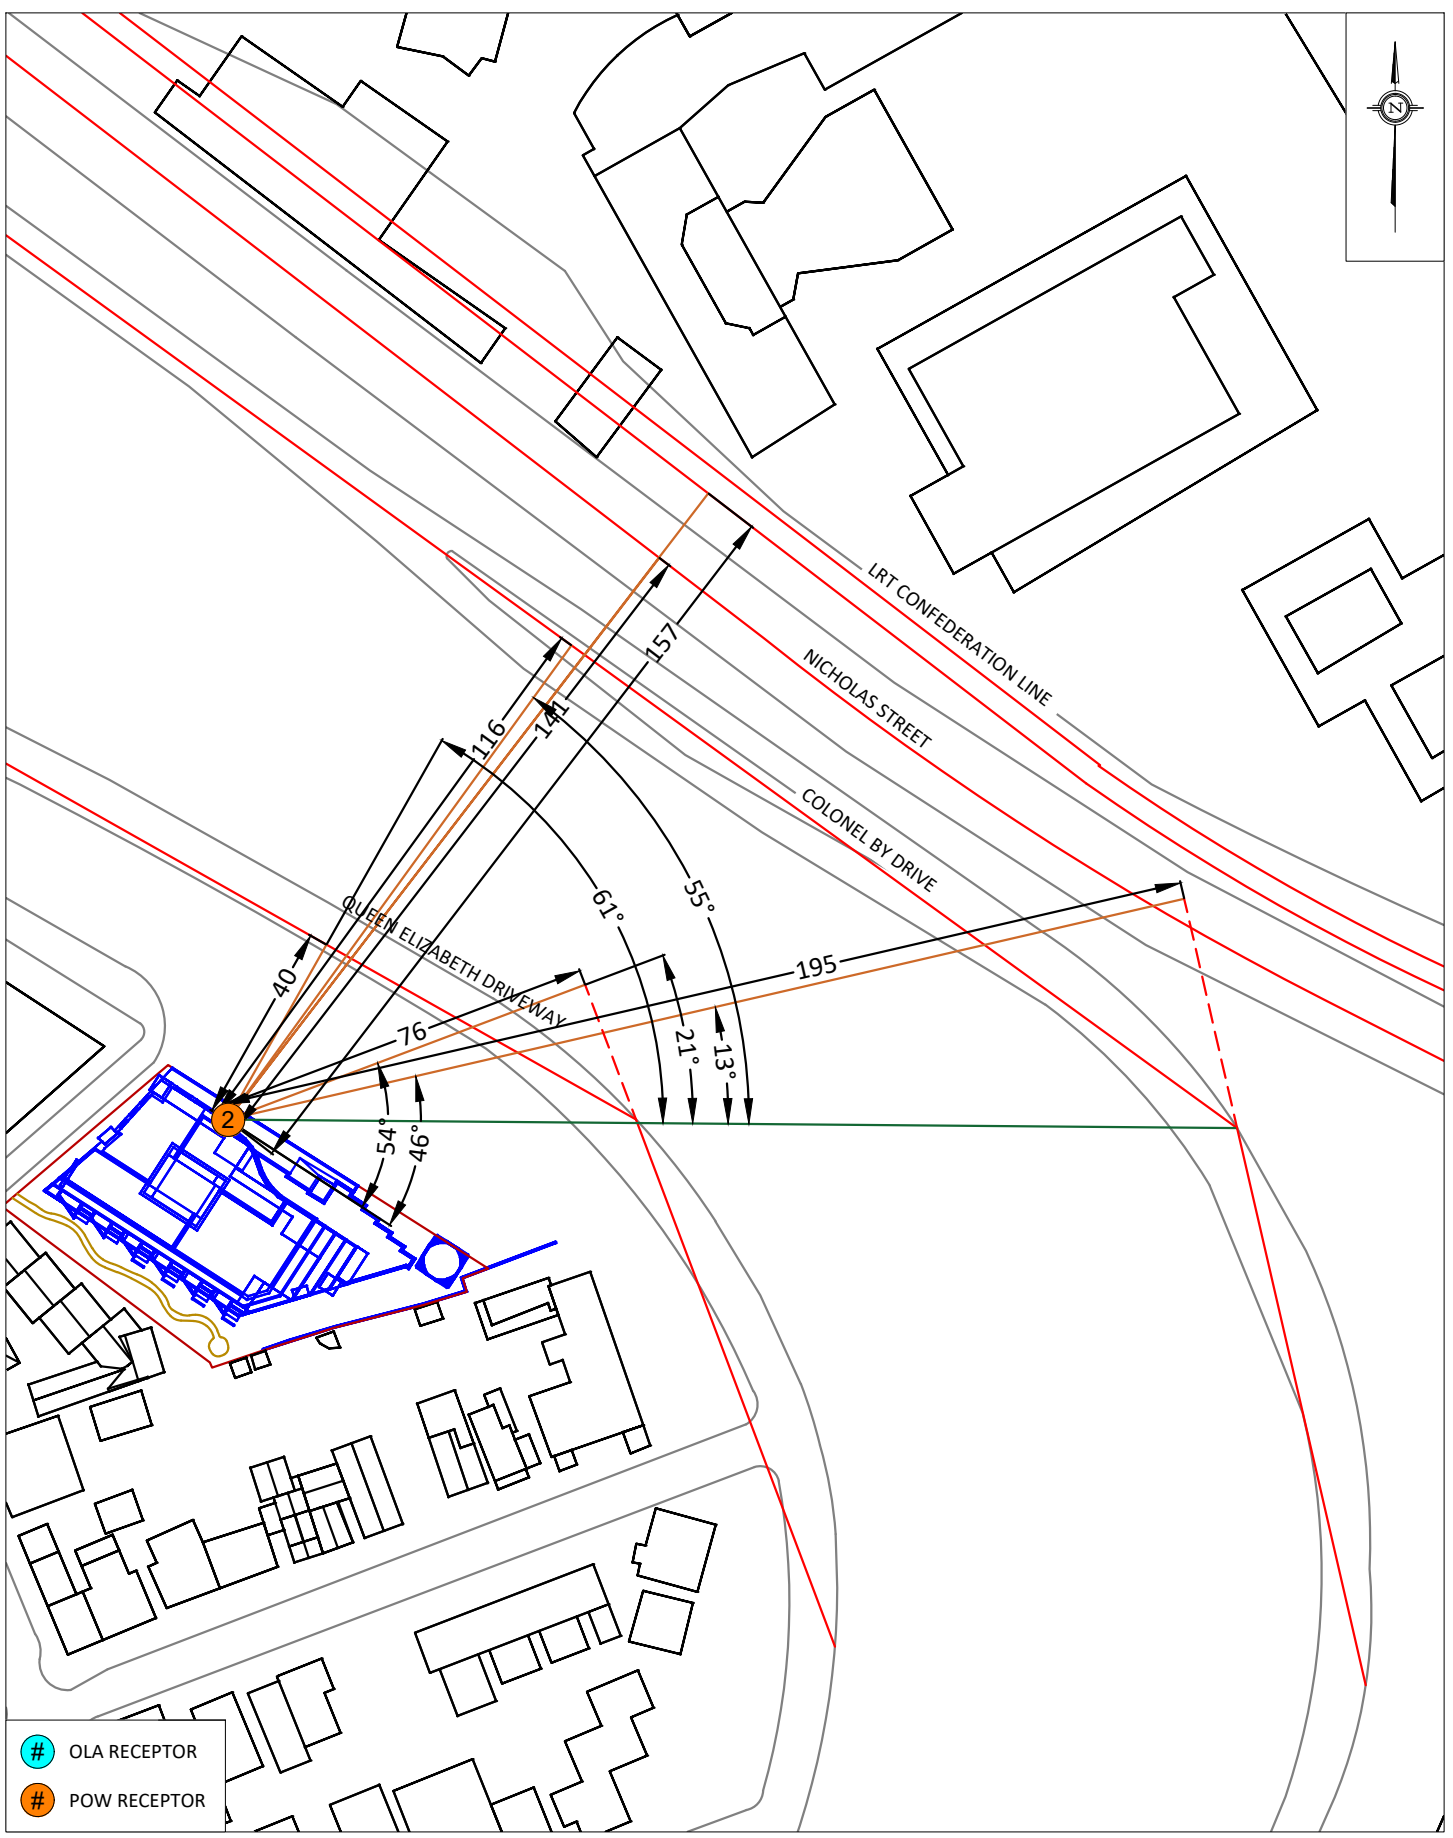 N
LRT CONFEDERATION LINE
NICHOLAS STREET
COLONEL BY DRIVE
QUEEN ELIZABETH DRIVEWAY
157
141
116
61°
55°
195
40
76
21°
13°
54°
46°
2
# OLA RECEPTOR
# POW RECEPTOR